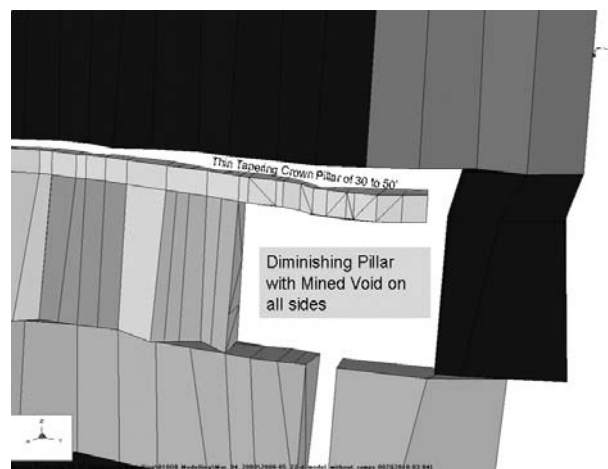 Thin Tapering Crown Pillar of 30 to 50'
Diminishing Pillar
with Mined Void on
all sides
Z
X
Y